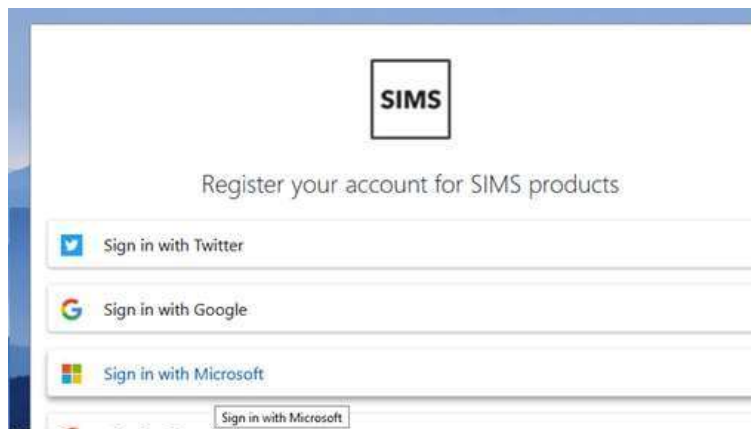 SIMS
Register your account for SIMS products
Sign in with Twitter
Sign in with Google
Sign in with Microsoft
Sign in with Microsoft